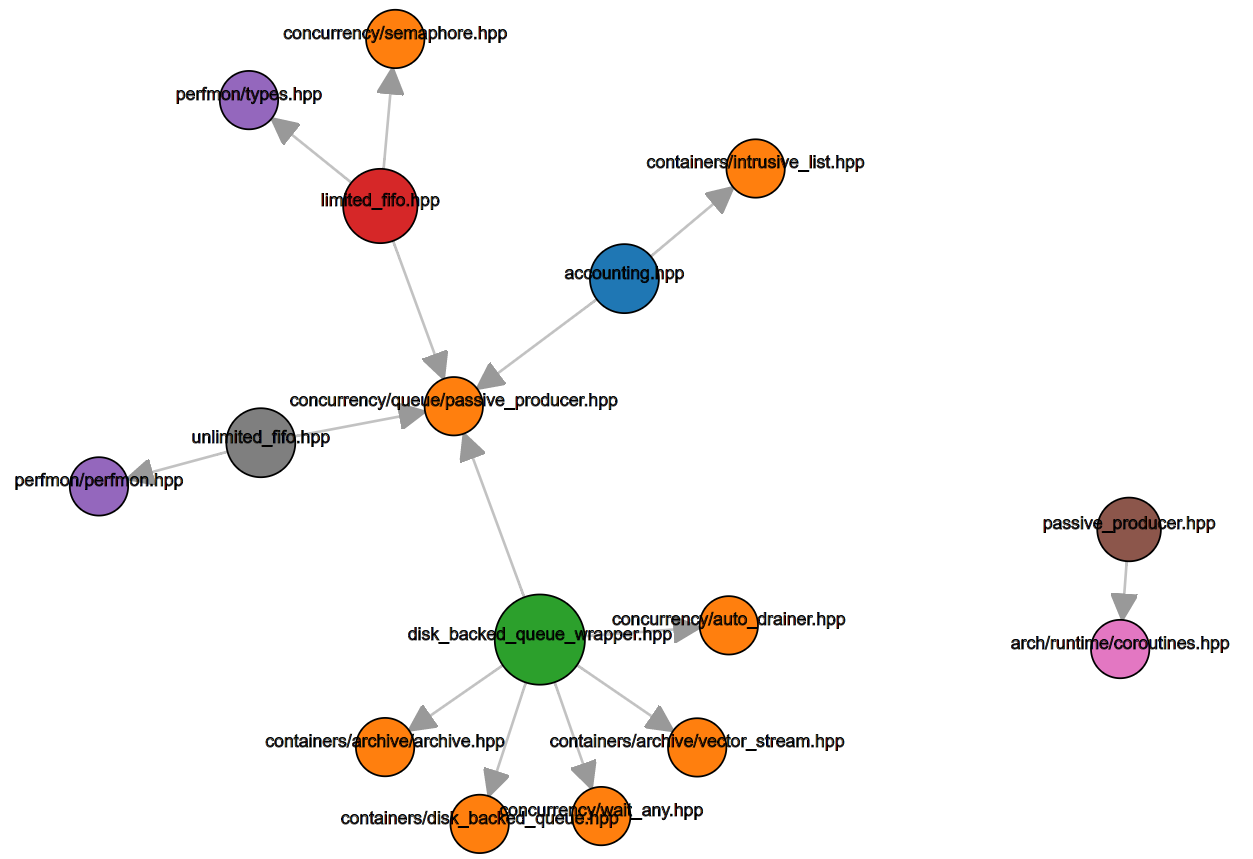 concurrency/semaphore.hpp
perfmon/types.hpp
containers/intrusive_list.hpp
limited_fifo.hpp
accounting.hpp
concurrency/queue/passive_producer.hpp
unlimited_fifo.hpp
perfmon/perfmon.hpp
passive_producer.hpp
concurrency/auto_drainer.hpp
disk_backed_queue_wrapper.hpp
arch/runtime/coroutines.hpp
containers/archive/archive.hpp
containers/archive/vector_stream.hpp
concurrency/wait_any.hpp
containers/disk_backed_queue.hpp